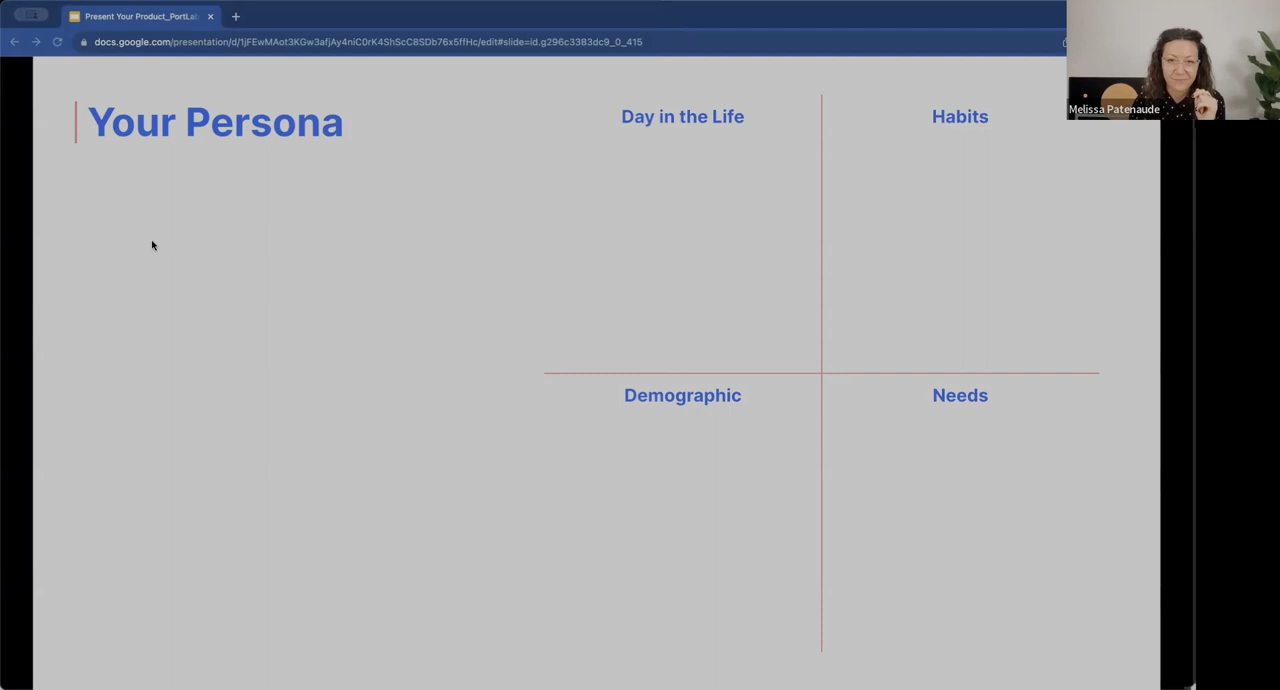 Present Your Product_PortLab
docs.google.com/presentation/d/1jFEwMAot3KGw3afjAy4niC0rK4ShScC8SDb76x5ffHc/edit#slide=id.g296c3383dc9_0_415
Melissa Patenaude
Your Persona
Day in the Life
Habits
Demographic
Needs